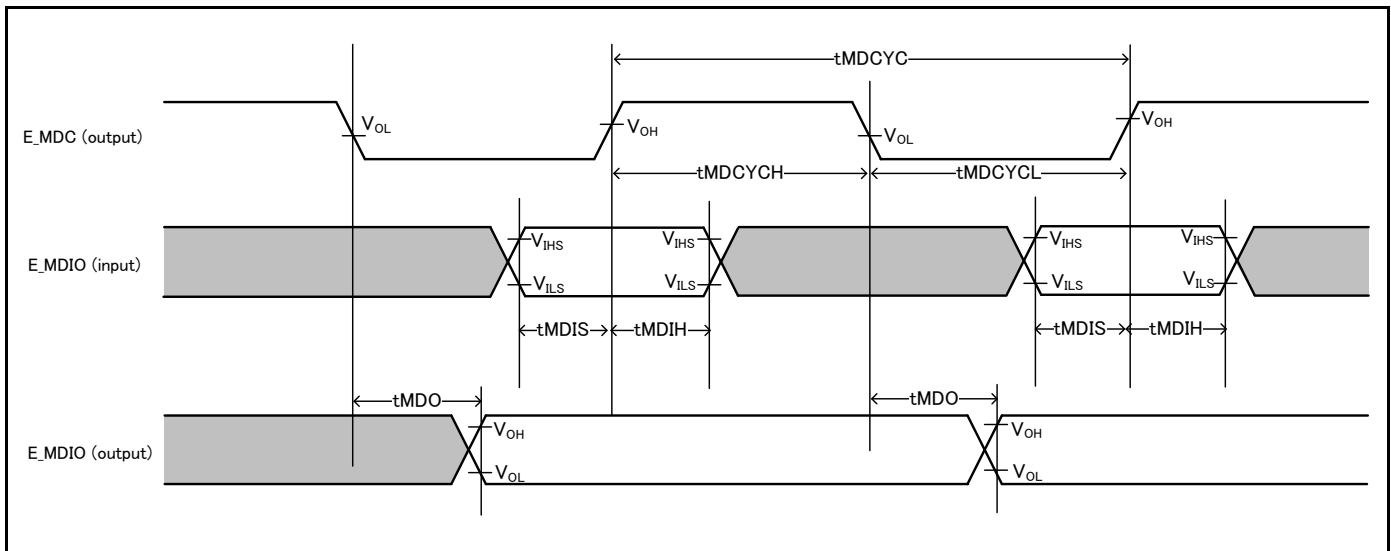 tMDCYC
E_MDC (output)
VOL
VOH
VOL
VOH
tMDCYCH
tMDCYCL
E_MDIO (input)
VIHS
VIHS
VIHS
VIHS
VILS
VILS
VILS
VILS
tMDIS
tMDIH
tMDIS
tMDIH
tMDO
tMDO
E_MDIO (output)
VOH
VOH
VOL
VOL